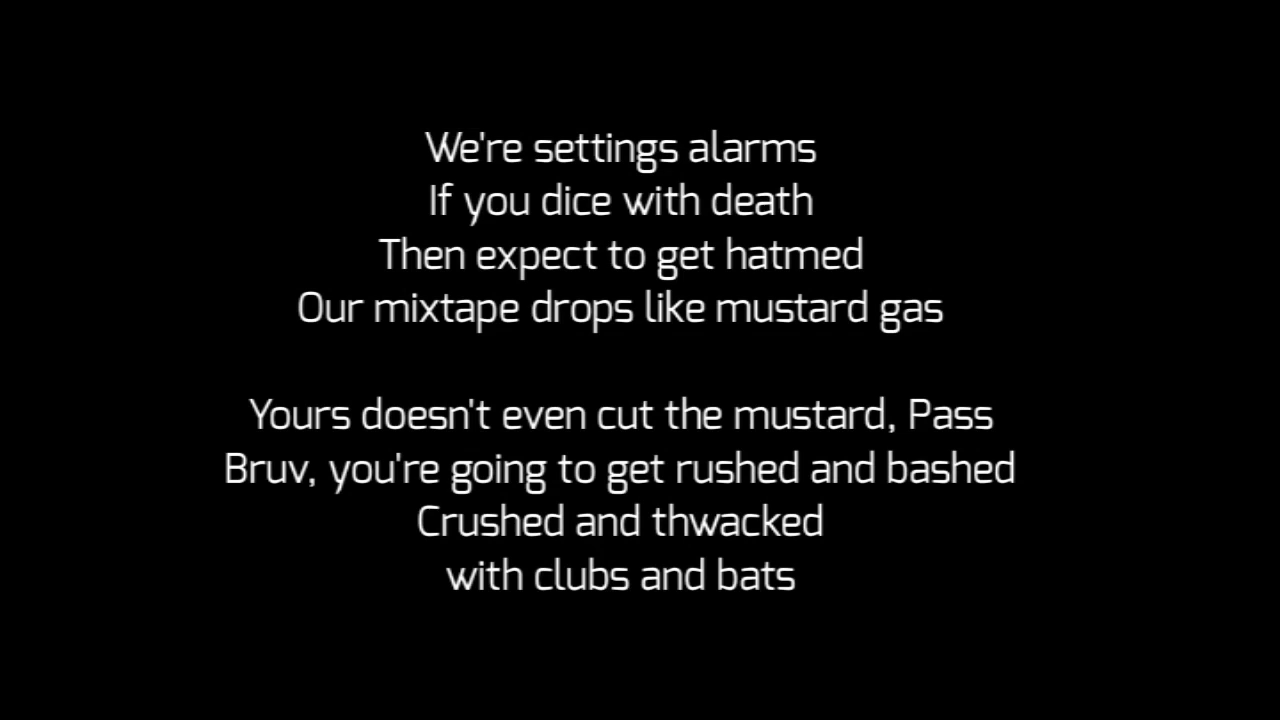 We're settings alarms
If you dice with death
Then expect to get hatmed
Our mixtape drops like mustard gas
Yours doesn't even cut the mustard, Pass
Bruv, you're going to get rushed and bashed
Crushed and thwacked
with clubs and bats